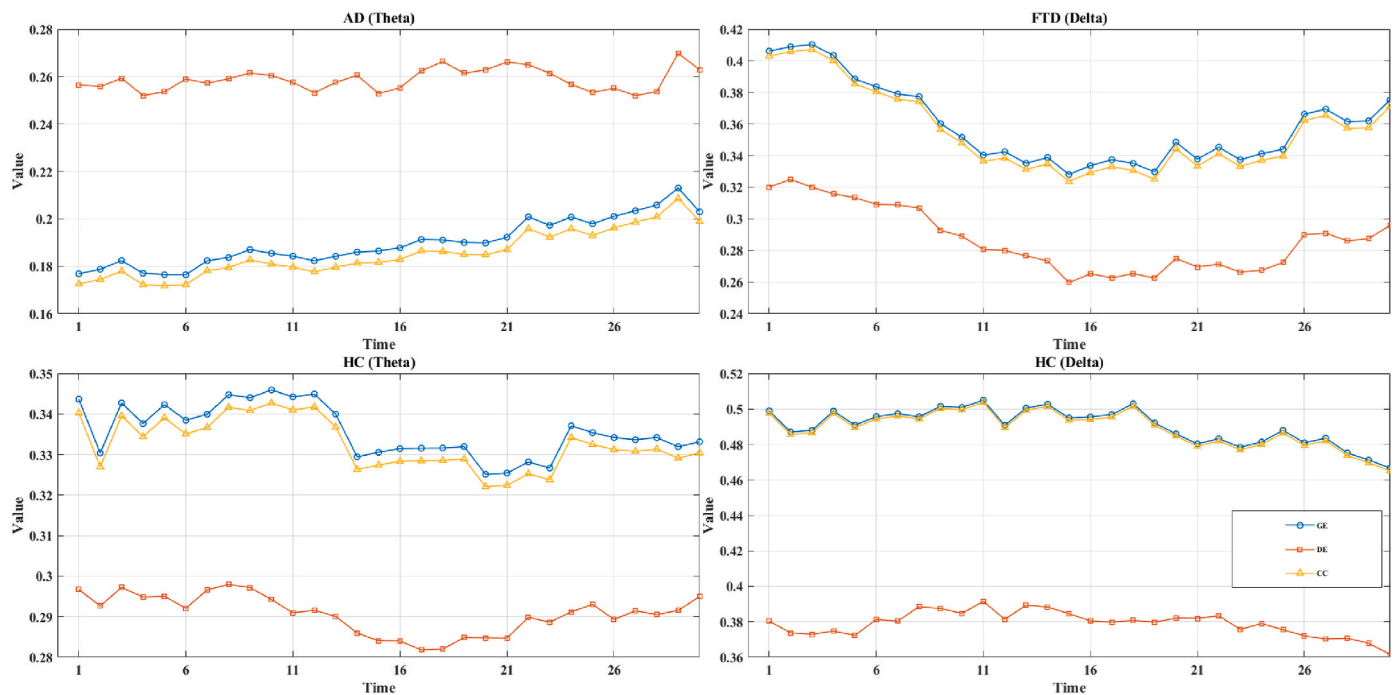 AD (Theta)
0.28
0.26
0.24
0.22
0.2
0.18
0.16
Value
1 6 11 16 21 26
Time
FTD (Delta)
0.42
0.4
0.38
0.36
0.34
0.32
0.3
0.28
0.26
0.24
Value
1 6 11 16 21 26
Time
HC (Theta)
0.35
0.34
0.33
0.32
0.31
0.3
0.29
0.28
Value
1 6 11 16 21 26
Time
HC (Delta)
0.52
0.5
0.48
0.46
0.44
0.42
0.4
0.38
0.36
Value
1 6 11 16 21 26
Time
GE
DE
CC